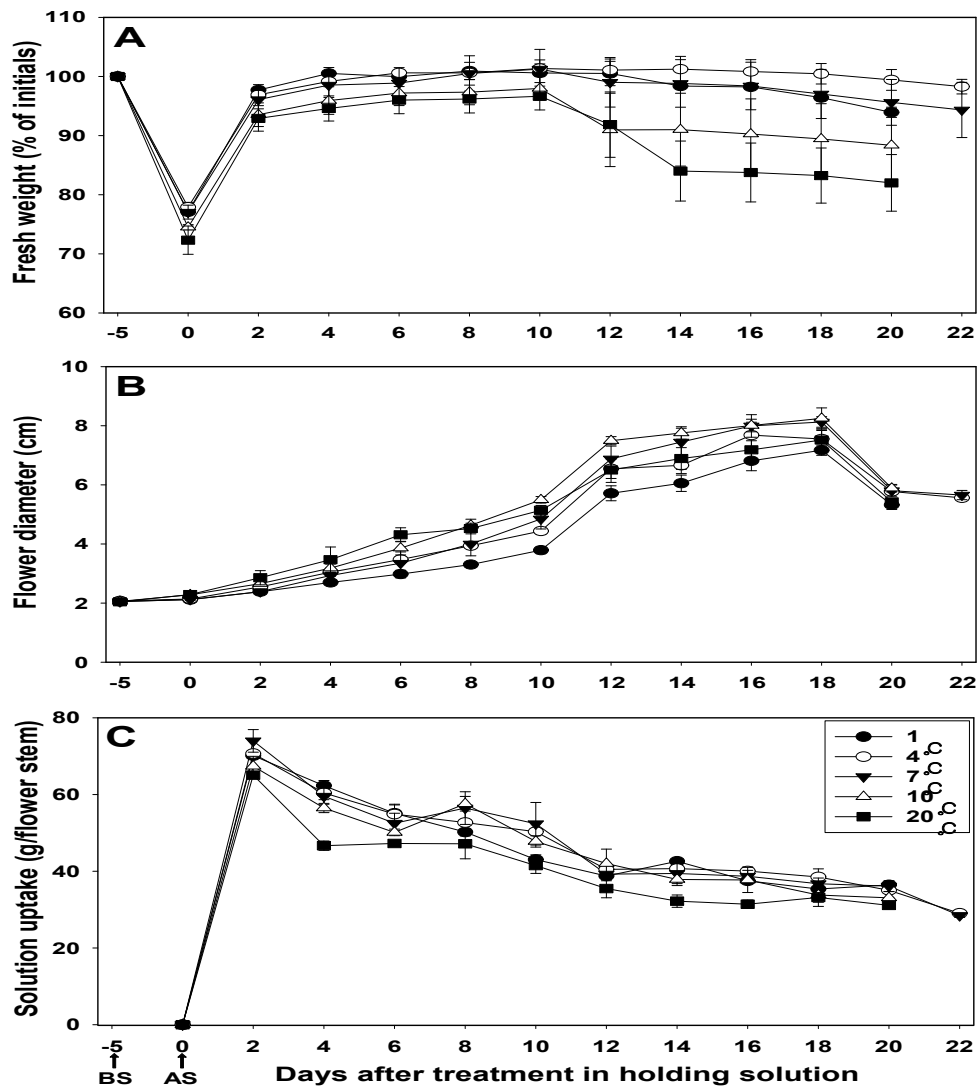 110
A
100
90
80
70
60
Fresh weight (% of initials)
-5 0 2 4 6 8 10 12 14 16 18 20 22
10
B
8
6
4
2
0
Flower diameter (cm)
-5 0 2 4 6 8 10 12 14 16 18 20 22
80
C
60
40
20
0
Solution uptake (g/flower stem)
1 °C
4 °C
7 °C
10 °C
20 °C
-5 0 2 4 6 8 10 12 14 16 18 20 22
BS AS Days after treatment in holding solution